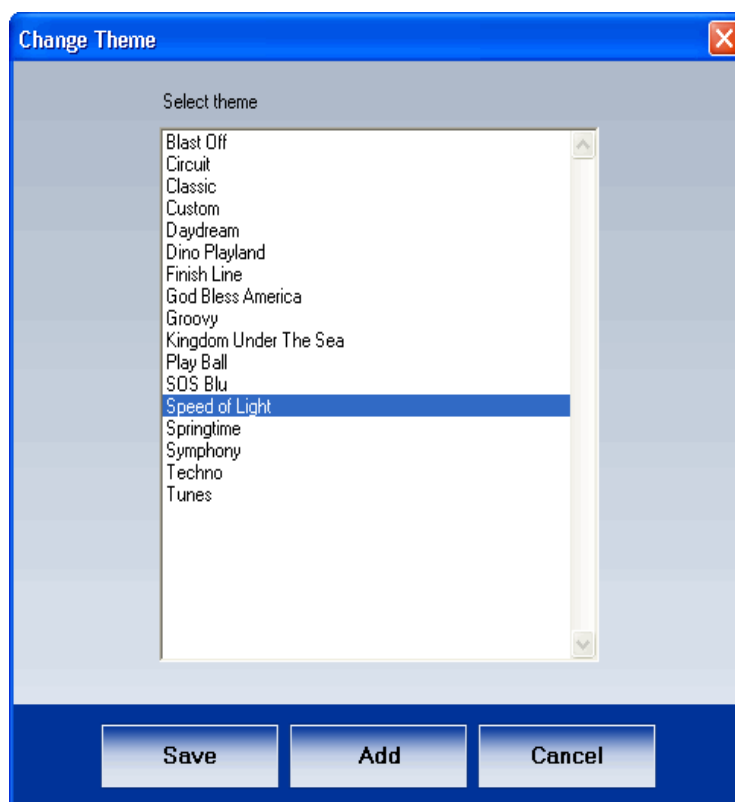 Change Theme
Select theme
Blast Off
Circuit
Classic
Custom
Daydream
Dino Playland
Finish Line
God Bless America
Groovy
Kingdom Under The Sea
Play Ball
SOS Blu
Speed of Light
Springtime
Symphony
Techno
Tunes
Save Add Cancel